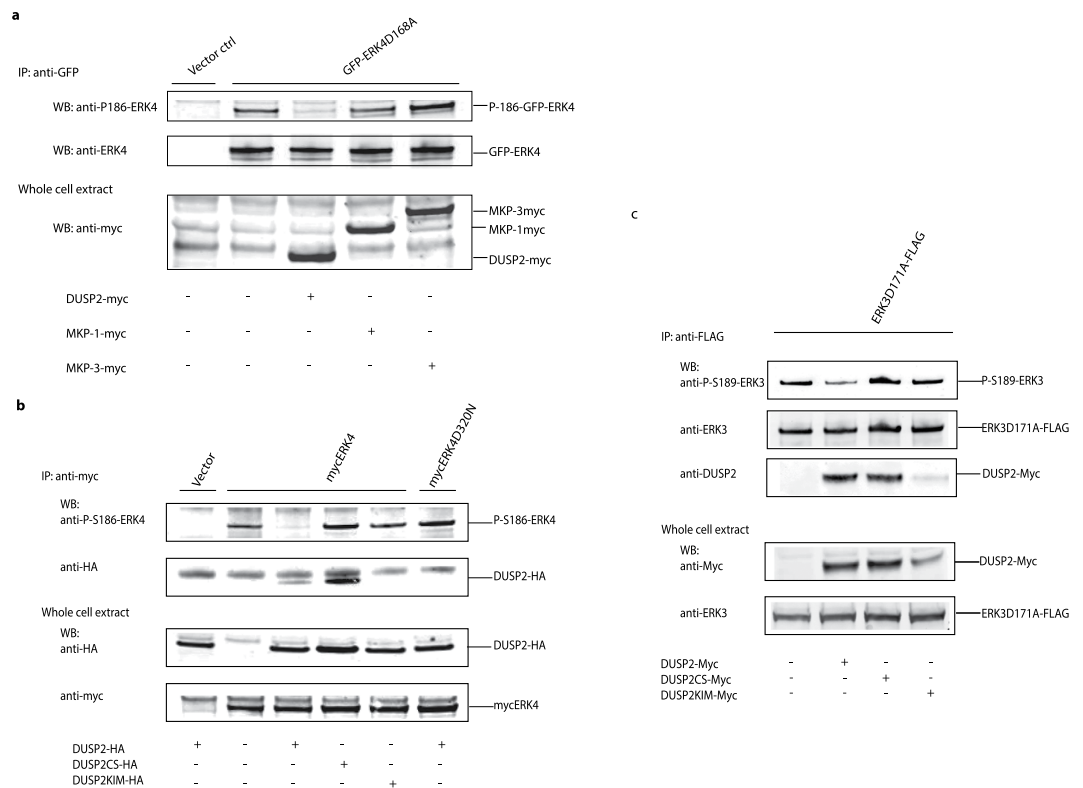 a
Vector ctrl
GFP-ERK4D168A
IP: anti-GFP
WB: anti-P186-ERK4
P-186-GFP-ERK4
WB: anti-ERK4
GFP-ERK4
Whole cell extract
WB: anti-myc
MKP-3myc
MKP-1myc
DUSP2-myc
DUSP2-myc - - + - -
MKP-1-myc - - - + -
MKP-3-myc - - - - +
b
Vector
mycERK4
mycERK4D320N
IP: anti-myc
WB:
anti-P-S186-ERK4
P-S186-ERK4
anti-HA
DUSP2-HA
Whole cell extract
WB:
anti-HA
DUSP2-HA
anti-myc
mycERK4
DUSP2-HA + - + - - +
DUSP2CS-HA - - - + - -
DUSP2KIM-HA - - - - + -
c
ERK3D171A-FLAG
IP: anti-FLAG
WB:
anti-P-S189-ERK3
P-S189-ERK3
anti-ERK3
ERK3D171A-FLAG
anti-DUSP2
DUSP2-Myc
Whole cell extract
WB:
anti-Myc
DUSP2-Myc
anti-ERK3
ERK3D171A-FLAG
DUSP2-Myc - + - -
DUSP2CS-Myc - - + -
DUSP2KIM-Myc - - - +